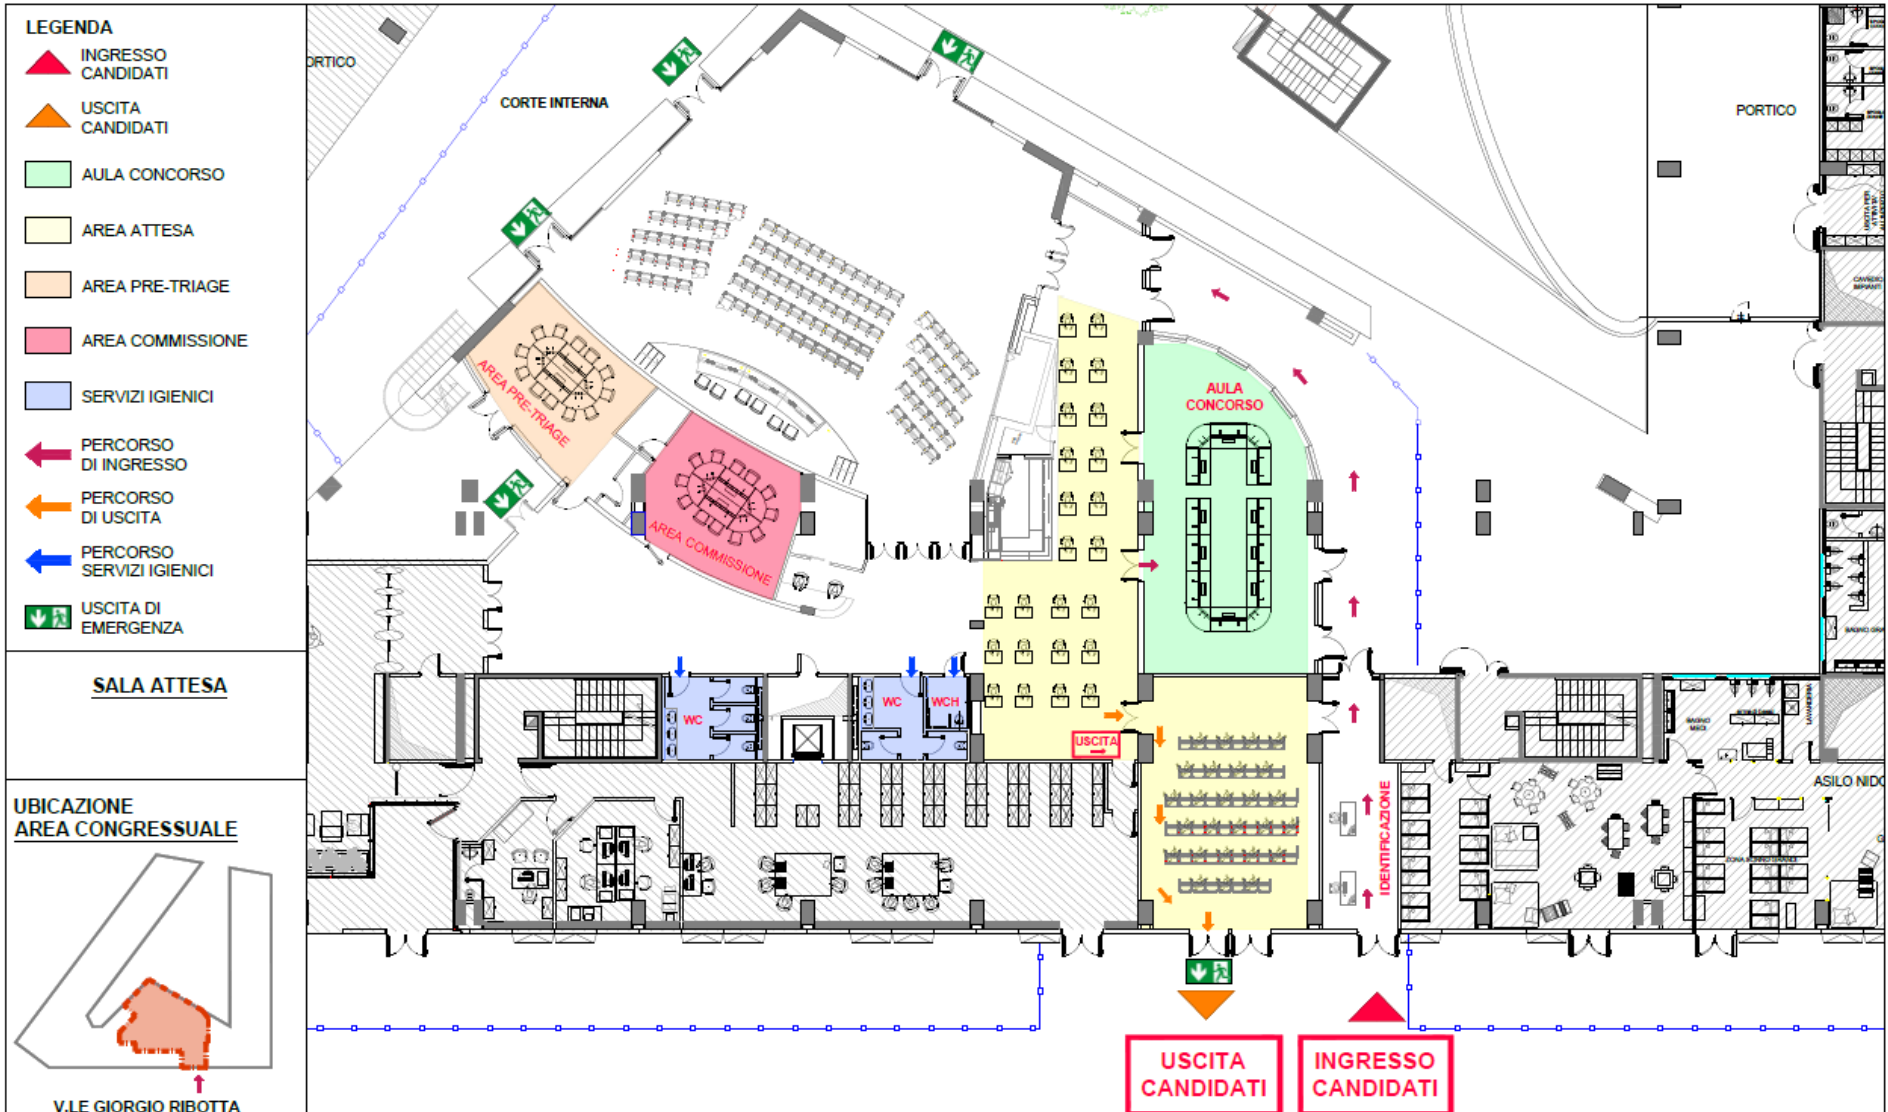 LEGENDA
INGRESSO
CANDIDATI
USCITA
CANDIDATI
AULA CONCORSO
AREA ATTESA
AREA PRE-TRIAGE
AREA COMMISSIONE
SERVIZI IGIENICI
PERCORSO
DI INGRESSO
PERCORSO
DI USCITA
PERCORSO
SERVIZI IGIENICI
USCITA DI
EMERGENZA
SALA ATTESA
UBICAZIONE
AREA CONGRESSUALE
V.LE GIORGIO RIBOTTA
ORTICO
CORTE INTERNA
PORTICO
AREA PRE-TRIAGE
AREA COMMISSIONE
AULA
CONCORSO
WC
WC
WCH
USCITA
IDENTIFICAZIONE
CAVEDIO
BAGNO
LAVANDERIA
ASILO NIDO
USCITA
CANDIDATI
INGRESSO
CANDIDATI